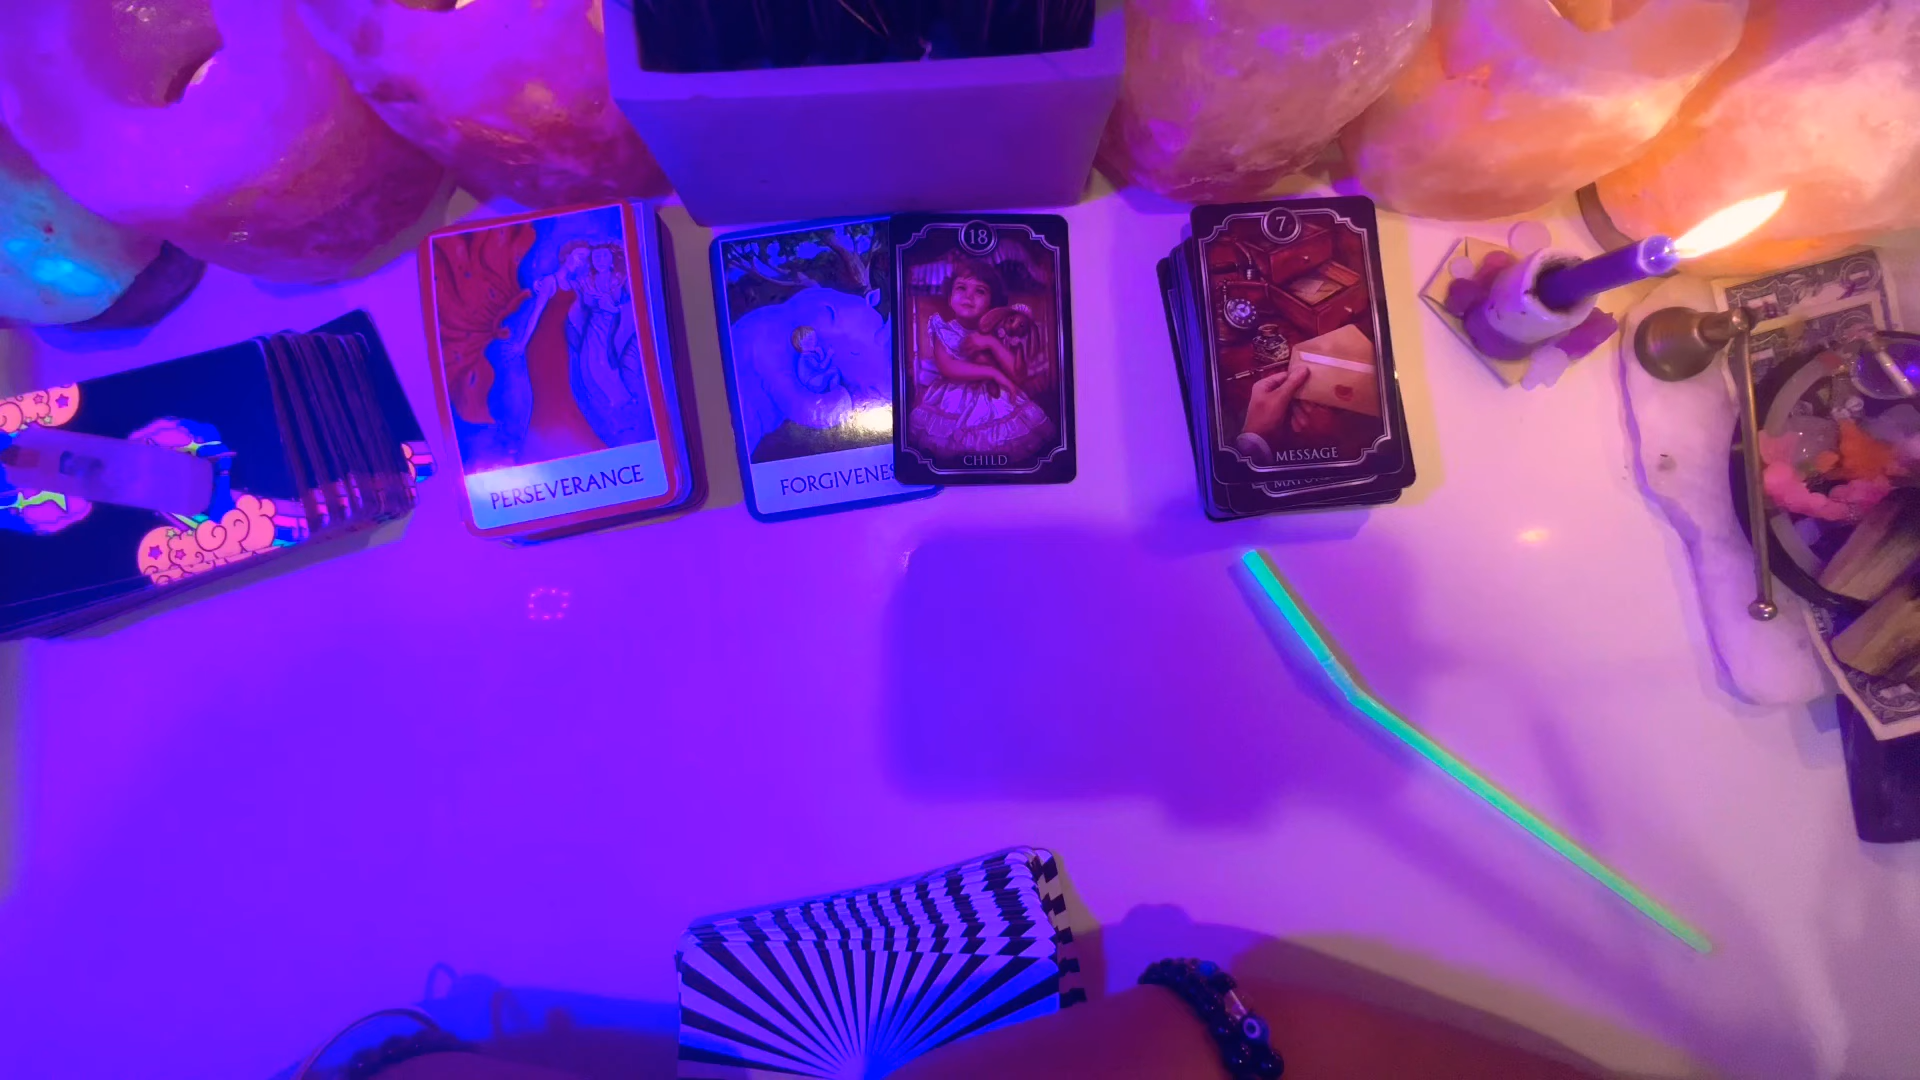 PERSEVERANCE
FORGIVENES
18
CHILD
7
MESSAGE